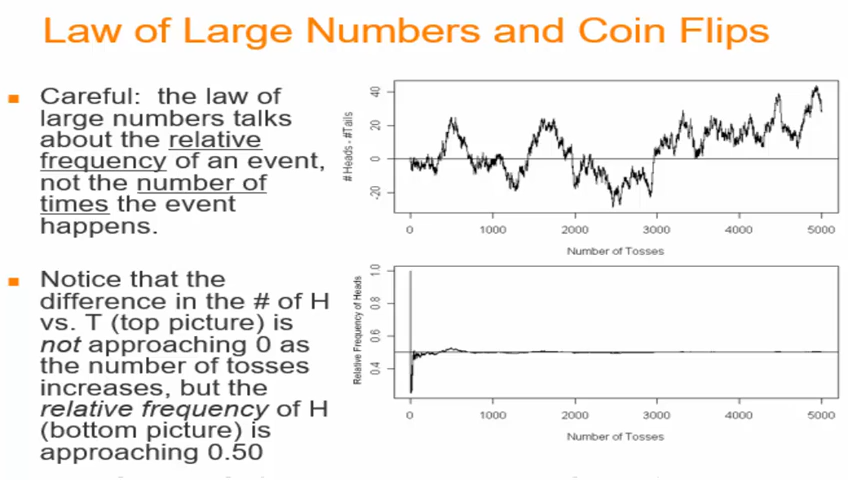 Law of Large Numbers and Coin Flips
Careful: the law of
large numbers talks
about the relative
frequency of an event,
not the number of
times the event
happens.
Notice that the
difference in the # of H
vs. T (top picture) is
not approaching 0 as
the number of tosses
increases, but the
relative frequency of H
(bottom picture) is
approaching 0.50
# Heads - #Tails
40
20
0
-20
0 1000 2000 3000 4000 5000
Number of Tosses
Relative Frequency of Heads
1.0
0.8
0.6
0.4
0 1000 2000 3000 4000 5000
Number of Tosses